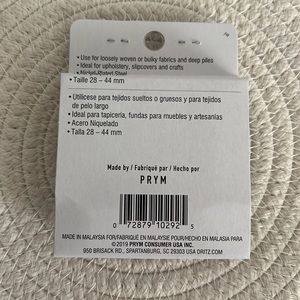 • Use for loosely woven or bulky fabrics and deep piles
• Ideal for upholstery, slipcovers and crafts
• Nickel-Plated Steel
• Taille 28 – 44 mm
• Utilícese para tejidos sueltos o gruesos y para tejidos
de pelo largo
• Ideal para tapicería, fundas para muebles y artesanías
• Acero Niquelado
• Talla 28 – 44 mm
Made by / Fabriqué par / Hecho por
PRYM
0 72879 10292 5
MADE IN MALAYSIA FOR/FABRIQUÉ EN MALAYSIE POUR/HECHO EN MALASIA PARA
©2019 PRYM CONSUMER USA INC.
950 BRISACK RD., SPARTANBURG, SC 29303 USA DRITZ.COM